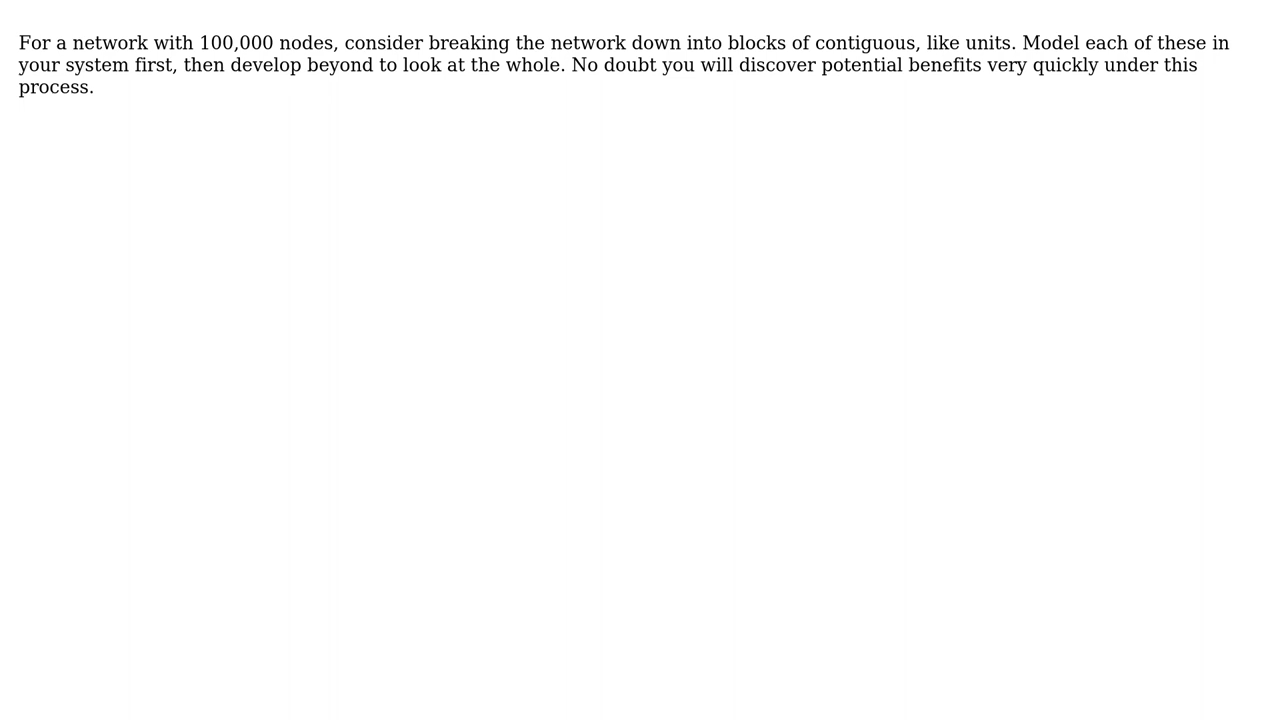 For a network with 100,000 nodes, consider breaking the network down into blocks of contiguous, like units. Model each of these in
your system first, then develop beyond to look at the whole. No doubt you will discover potential benefits very quickly under this
process.